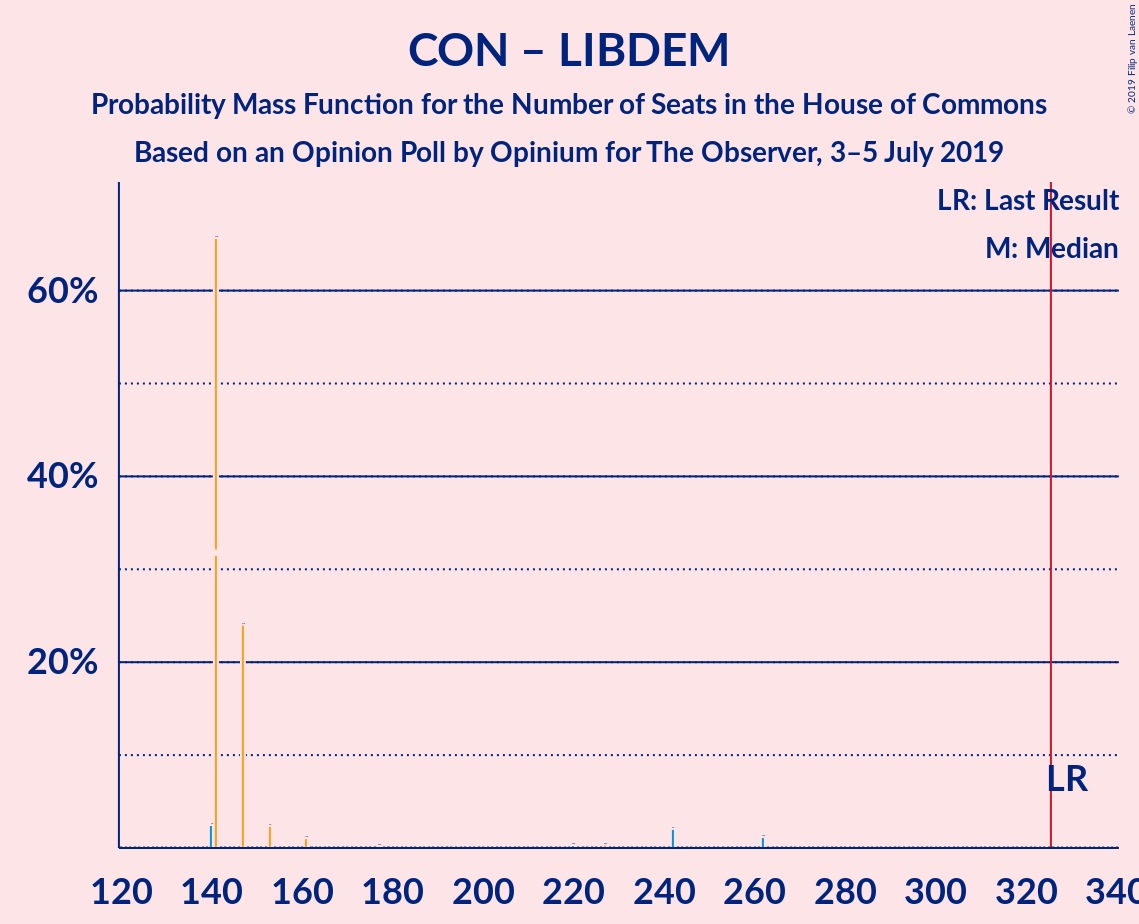 CON – LIBDEM
Probability Mass Function for the Number of Seats in the House of Commons
Based on an Opinion Poll by Opinium for The Observer, 3–5 July 2019
© 2019 Filip van Laenen
LR: Last Result
M: Median
60%
40%
20%
LR
120 140 160 180 200 220 240 260 280 300 320 340